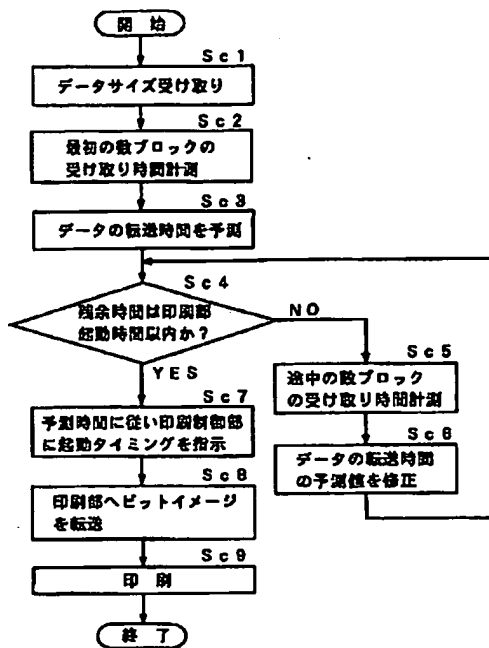 開 始
Sc1
データサイズ受け取り
Sc2
最初の数ブロックの
受け取り時間計測
Sc3
データの転送時間を予測
Sc4
残余時間は印刷部
起動時間以内か?
NO
YES
Sc5
途中の数ブロック
の受け取り時間計測
Sc6
データの転送時間
の予測値を修正
Sc7
予測時間に従い印刷制御部
に起動タイミングを指示
Sc8
印刷部へビットイメージ
を転送
Sc9
印 刷
終 了